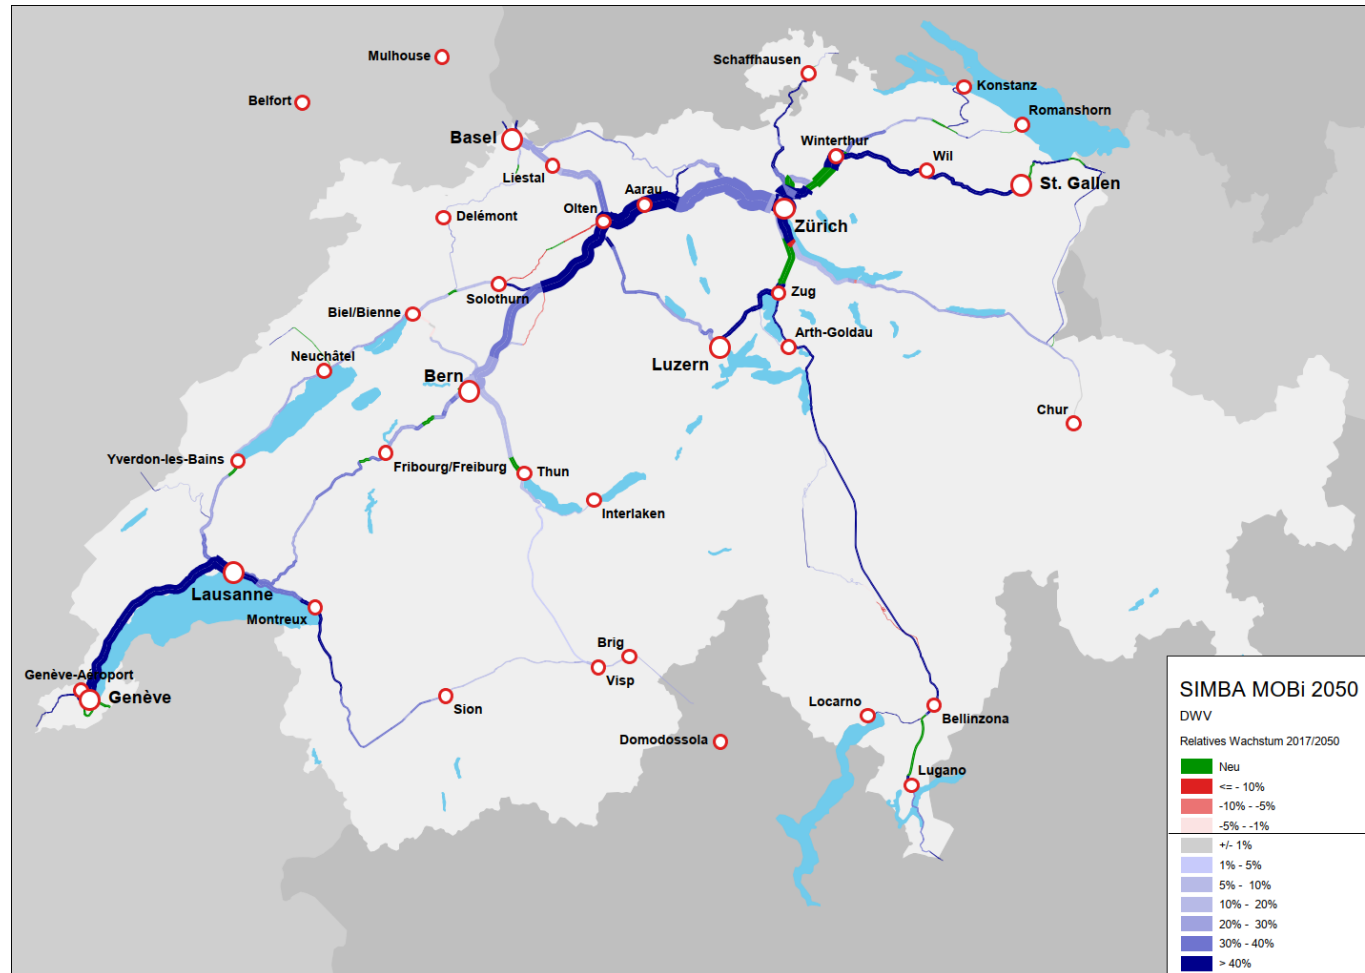 Mulhouse
Schaffhausen
Konstanz
Belfort
Romanshorn
Basel
Winterthur
Wil
Liestal
St. Gallen
Aarau
Delémont
Olten
Zürich
Solothurn
Zug
Biel/Bienne
Arth-Goldau
Neuchâtel
Luzern
Bern
Chur
Yverdon-les-Bains
Fribourg/Freiburg
Thun
Interlaken
Lausanne
Montreux
Brig
Genève-Aéroport
Visp
Genève
Sion
Locarno
Bellinzona
Domodossola
Lugano
SIMBA MOBi 2050
DWV
Relatives Wachstum 2017/2050
Neu
<= - 10%
-10% - -5%
-5% - -1%
+/- 1%
1% - 5%
5% - 10%
10% - 20%
20% - 30%
30% - 40%
> 40%